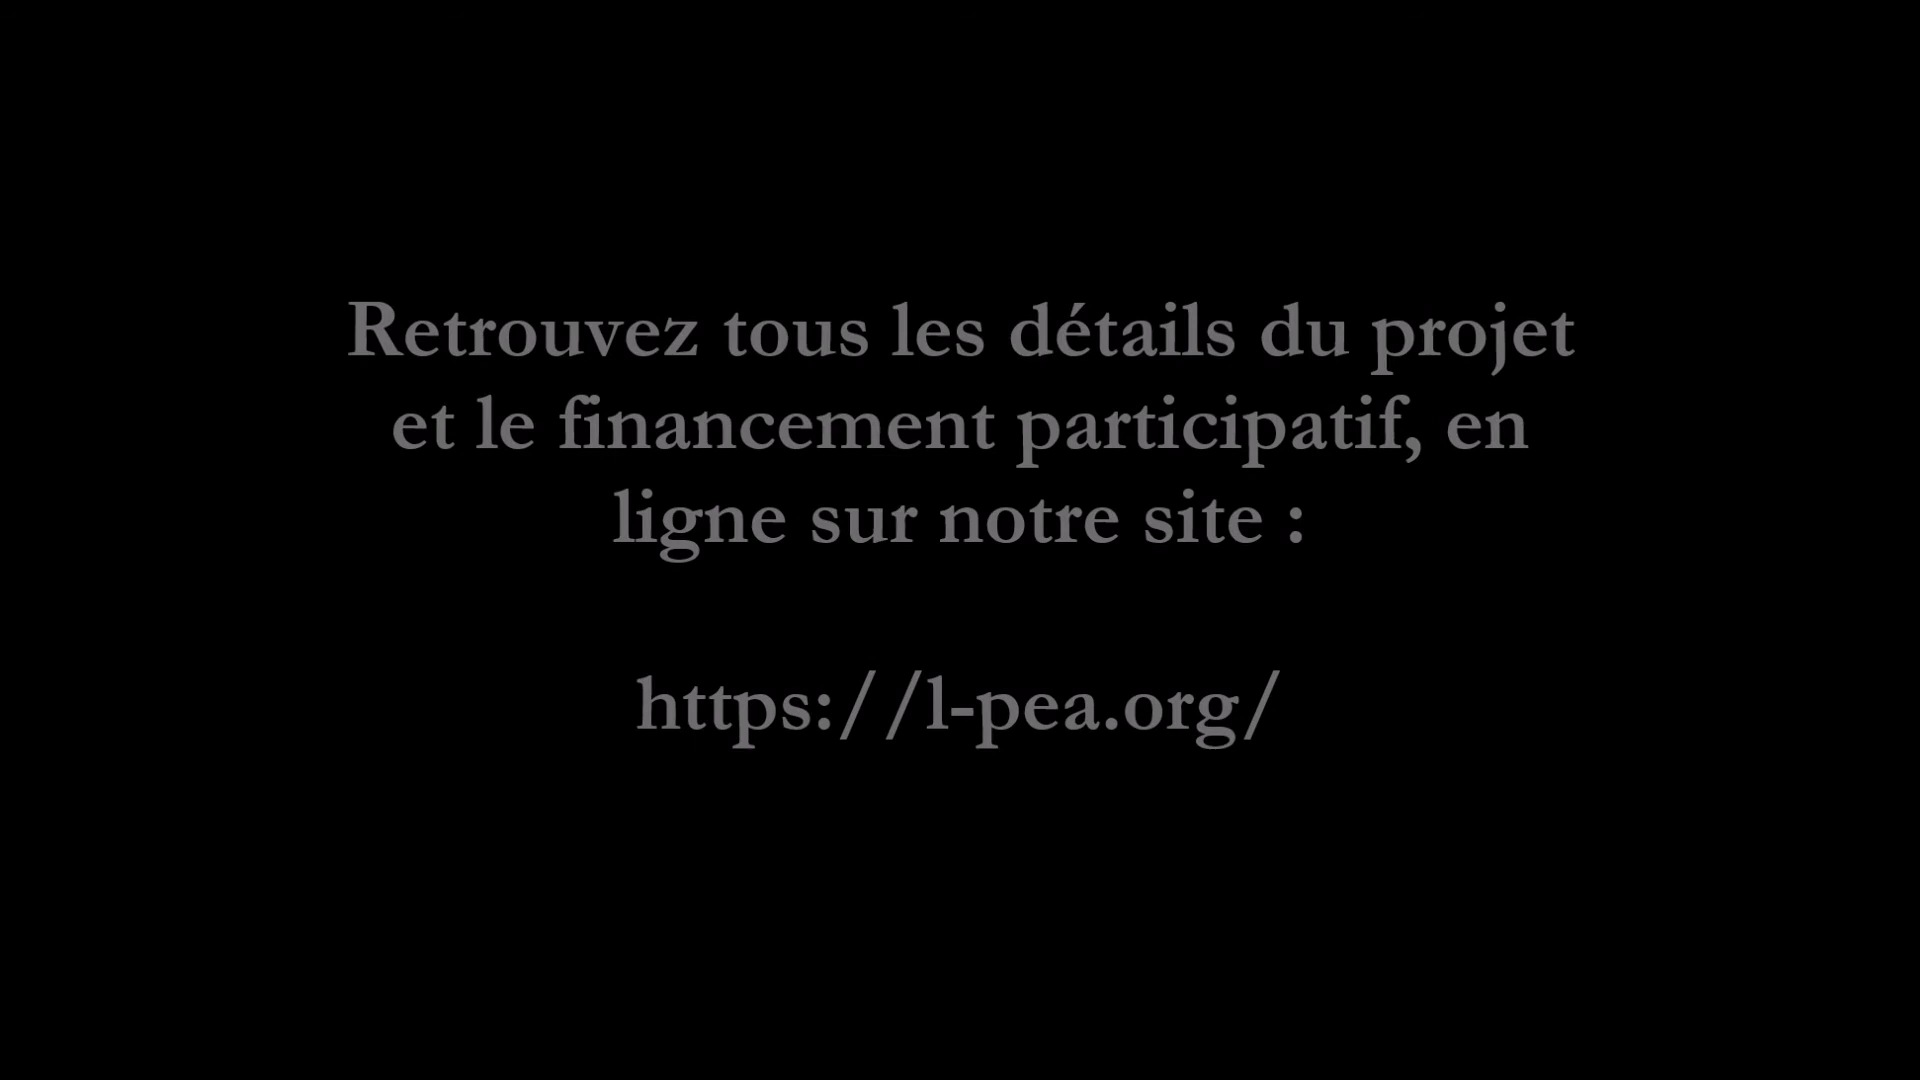 Retrouvez tous les détails du projet
et le financement participatif, en
ligne sur notre site :
https://l-pea.org/